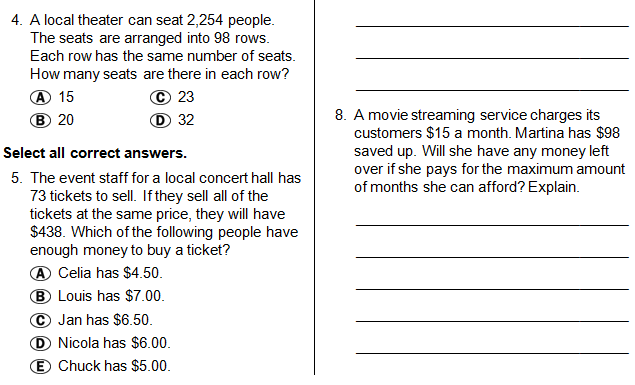 4. A local theater can seat 2,254 people.
The seats are arranged into 98 rows.
Each row has the same number of seats.
How many seats are there in each row?
A 15
C 23
B 20
D 32
Select all correct answers.
5. The event staff for a local concert hall has
73 tickets to sell. If they sell all of the
tickets at the same price, they will have
$438. Which of the following people have
enough money to buy a ticket?
A Celia has $4.50.
B Louis has $7.00.
C Jan has $6.50.
D Nicola has $6.00.
E Chuck has $5.00.
8. A movie streaming service charges its
customers $15 a month. Martina has $98
saved up. Will she have any money left
over if she pays for the maximum amount
of months she can afford? Explain.